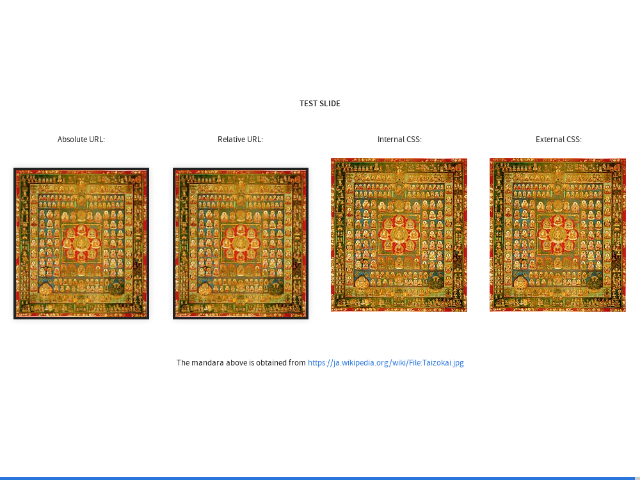 TEST SLIDE
Absolute URL:
Relative URL:
Internal CSS:
External CSS:
The mandara above is obtained from https://ja.wikipedia.org/wiki/File:Taizokai.jpg